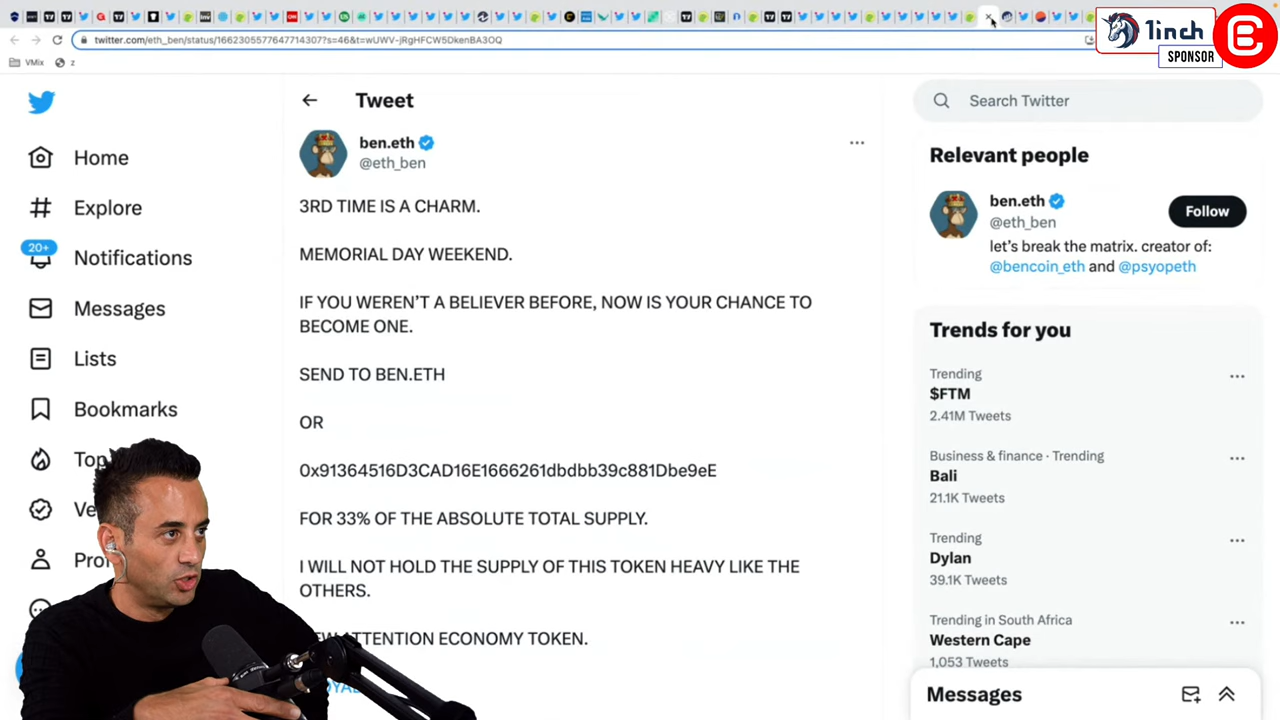 twitter.com/eth_ben/status/1662305577647714307?s=46&t=wUWV-jRgHFCW5DkenBA3OQ
VMix
z
1inch
SPONSOR
Home
Explore
20+
Notifications
Messages
Lists
Bookmarks
Top
Tweet
ben.eth
@eth_ben
3RD TIME IS A CHARM.
MEMORIAL DAY WEEKEND.
IF YOU WEREN'T A BELIEVER BEFORE, NOW IS YOUR CHANCE TO
BECOME ONE.
SEND TO BEN.ETH
OR
0x91364516D3CAD16E1666261dbdbb39c881Dbe9eE
FOR 33% OF THE ABSOLUTE TOTAL SUPPLY.
I WILL NOT HOLD THE SUPPLY OF THIS TOKEN HEAVY LIKE THE
OTHERS.
ATTENTION ECONOMY TOKEN.
Search Twitter
Relevant people
ben.eth
@eth_ben
Follow
let's break the matrix. creator of:
@bencoin_eth and @psyopeth
Trends for you
Trending
$FTM
2.41M Tweets
Business & finance · Trending
Bali
21.1K Tweets
Trending
Dylan
39.1K Tweets
Trending in South Africa
Western Cape
1,053 Tweets
Messages